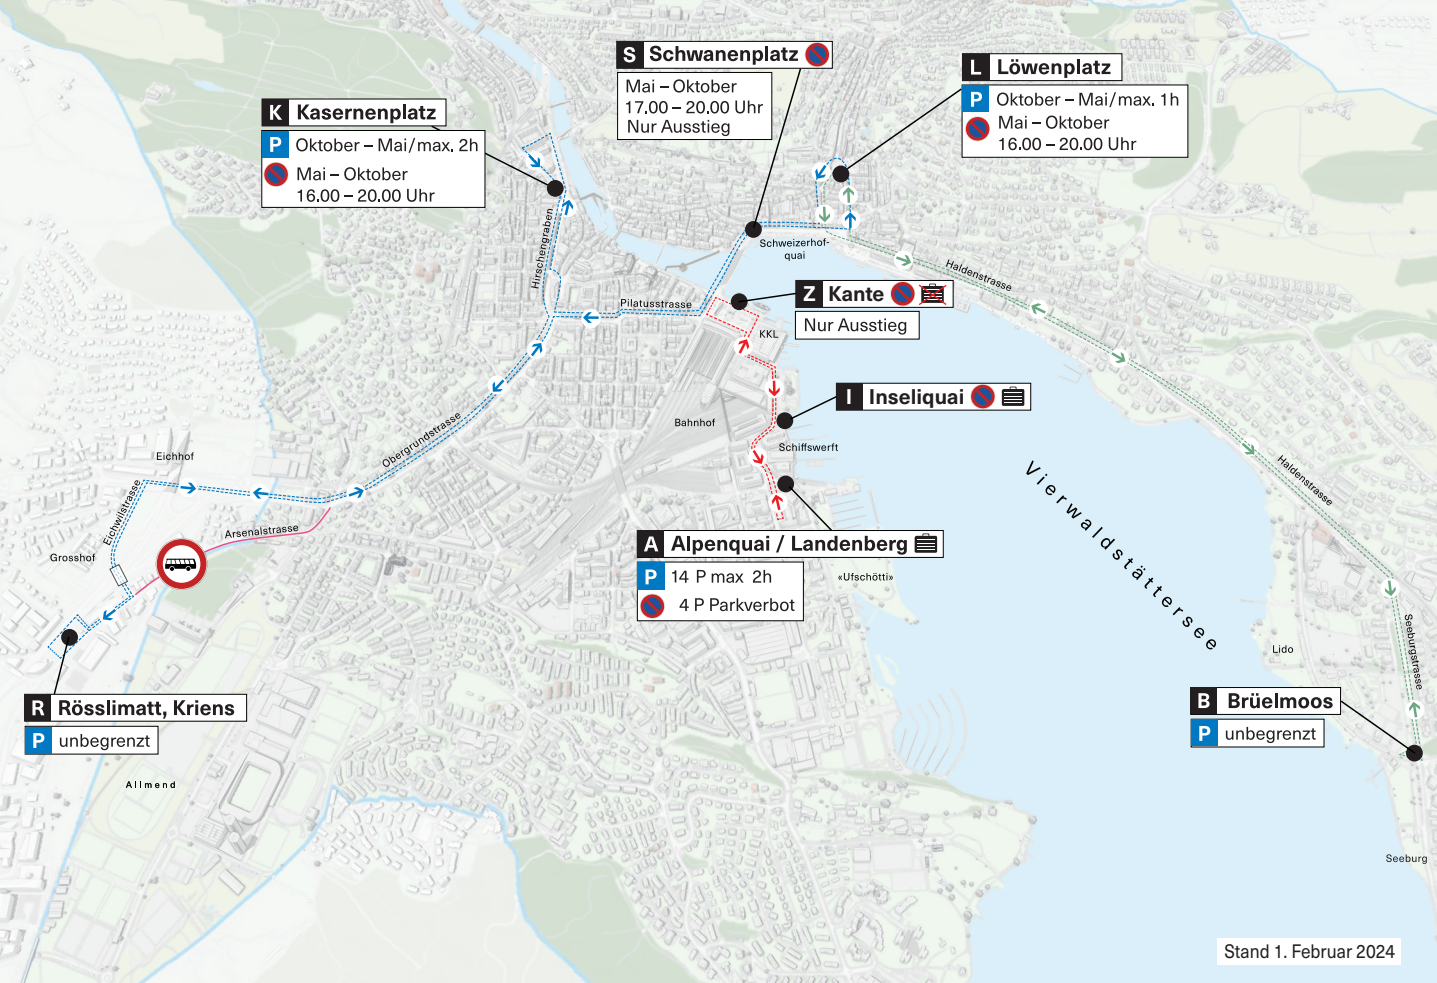 S Schwanenplatz
Mai – Oktober
17.00 – 20.00 Uhr
Nur Ausstieg
L Löwenplatz
P Oktober – Mai/max. 1h
Mai – Oktober
16.00 – 20.00 Uhr
K Kasernenplatz
P Oktober – Mai/max. 2h
Mai – Oktober
16.00 – 20.00 Uhr
Hirschengraben
Schweizerhof-
quai
Haldenstrasse
Z Kante
Nur Ausstieg
Pilatusstrasse
KKL
I Inseliquai
Bahnhof
Schiffswerft
Obergrundstrasse
Eichhof
Eichwilstrasse
Arsenalstrasse
Grosshof
Haldenstrasse
Vierwaldstättersee
A Alpenquai / Landenberg
P 14 P max 2h
4 P Parkverbot
«Ufschötti»
Seeburgstrasse
Lido
R Rösslimatt, Kriens
P unbegrenzt
B Brüelmoos
P unbegrenzt
Allmend
Seeburg
Stand 1. Februar 2024